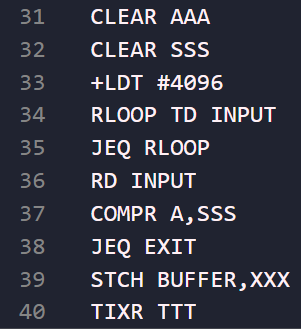 31 CLEAR AAA
32 CLEAR SSS
33 +LDT #4096
34 RLOOP TD INPUT
35 JEQ RLOOP
36 RD INPUT
37 COMPR A,SSS
38 JEQ EXIT
39 STCH BUFFER,XXX
40 TIXR TTT